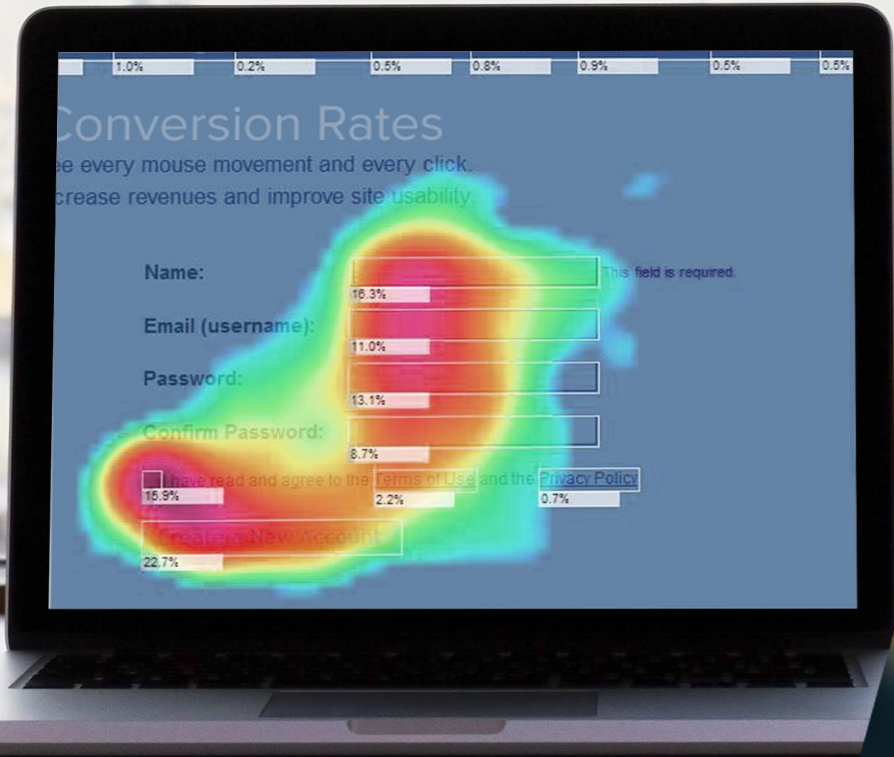 1.0% 0.2% 0.5% 0.8% 0.9% 0.5% 0.5%
Conversion Rates
ee every mouse movement and every click.
crease revenues and improve site usability.
Name: This field is required.
16.3%
Email (username):
11.0%
Password:
13.1%
Confirm Password:
8.7%
I have read and agree to the Terms of Use and the Privacy Policy
15.9% 2.2% 0.7%
Create a New Account
22.7%